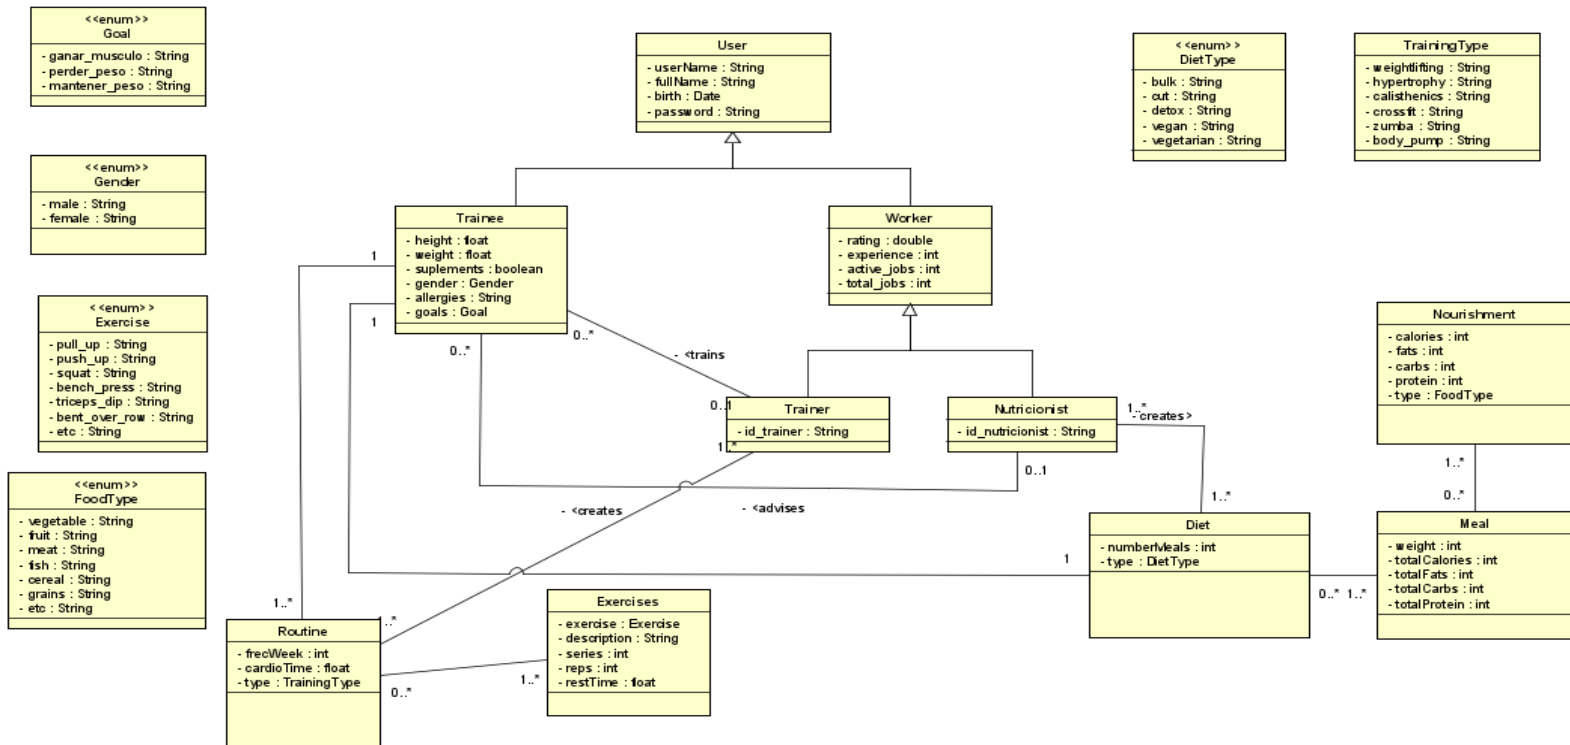 <<enum>>
Goal
- ganar_musculo : String
- perder_peso : String
- mantener_peso : String
<<enum>>
Gender
- male : String
- female : String
<<enum>>
Exercise
- pull_up : String
- push_up : String
- squat : String
- bench_press : String
- triceps_dip : String
- bent_over_row : String
- etc : String
<<enum>>
FoodType
- vegetable : String
- fruit : String
- meat : String
- fish : String
- cereal : String
- grains : String
- etc : String
User
- userName : String
- fullName : String
- birth : Date
- password : String
<<enum>>
DietType
- bulk : String
- cut : String
- detox : String
- vegan : String
- vegetarian : String
TrainingType
- weightlifting : String
- hypertrophy : String
- calisthenics : String
- crossfit : String
- zumba : String
- body_pump : String
Trainee
- height : float
- weight : float
- suplements : boolean
- gender : Gender
- allergies : String
- goals : Goal
Worker
- rating : double
- experience : int
- active_jobs : int
- total_jobs : int
1
1
0..*
0..*
- <trains
0..1
Trainer
- id_trainer : String
1..*
Nutricionist
- id_nutricionist : String
1..*
- creates>
0..1
1..*
Nourishment
- calories : int
- fats : int
- carbs : int
- protein : int
- type : FoodType
1..*
0..*
- <creates
- <advises
Diet
- numberMeals : int
- type : DietType
1
0..*
1..*
Meal
- weight : int
- totalCalories : int
- totalFats : int
- totalCarbs : int
- totalProtein : int
1..*
1..*
Routine
- frecWeek : int
- cardioTime : float
- type : TrainingType
0..*
1..*
Exercises
- exercise : Exercise
- description : String
- series : int
- reps : int
- restTime : float